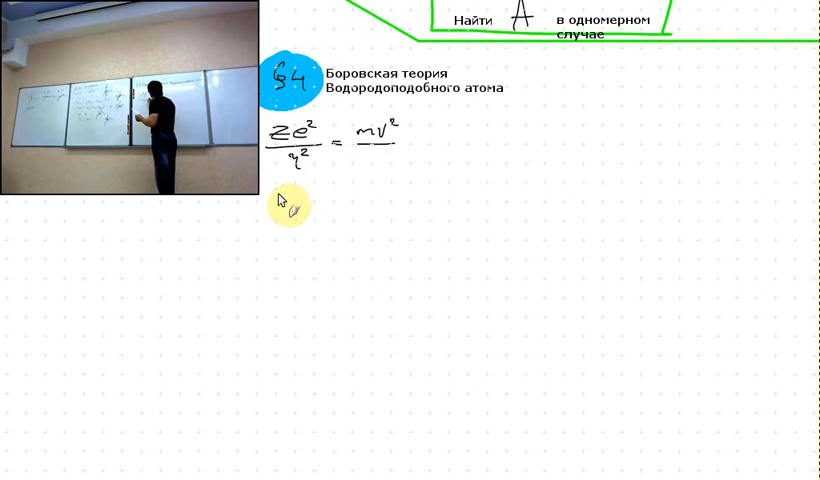 Найти A в одномерном
случае
§4
Боровская теория
Водородоподобного атома
Ze² / r² = mv²